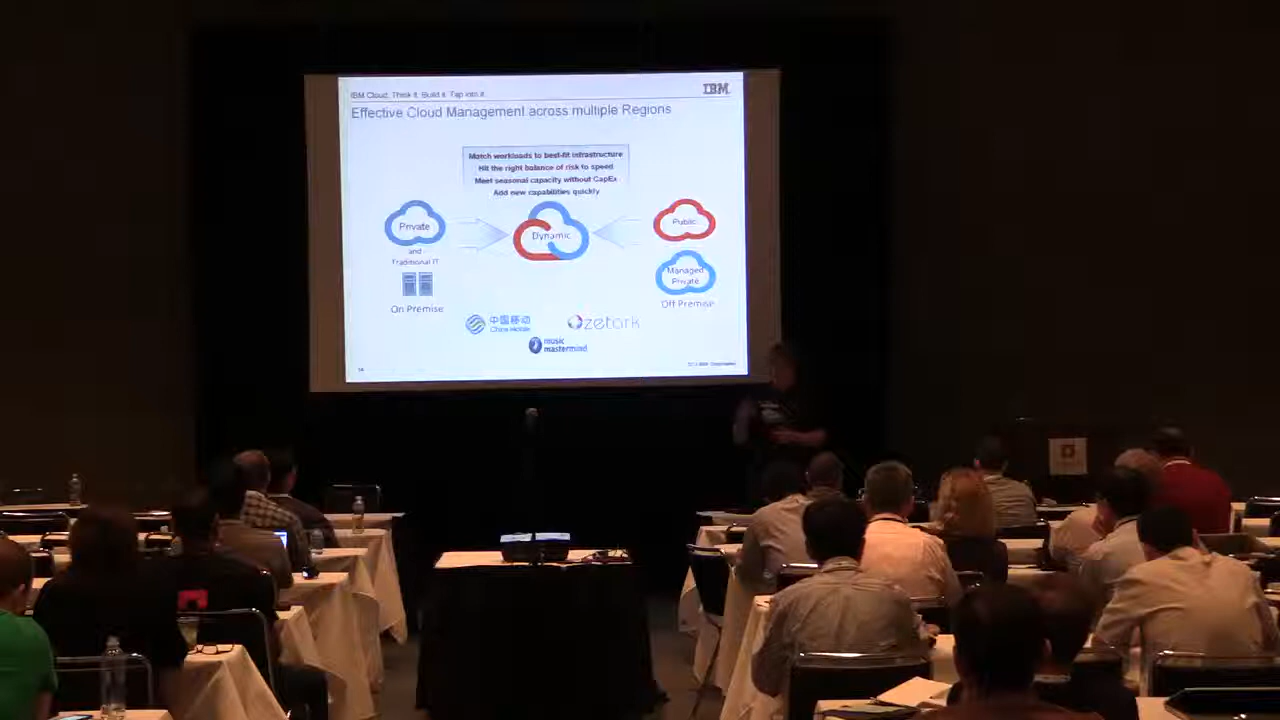 IBM Cloud. Think it. Build it. Tap into it.
IBM
Effective Cloud Management across multiple Regions
Match workloads to best-fit infrastructure
Hit the right balance of risk to speed
Meet seasonal capacity without CapEx
Add new capabilities quickly
Private
Dynamic
Public
and
Traditional IT
Managed
Private
On Premise
Off Premise
中国移动
China Mobile
zetark
music
mastermind